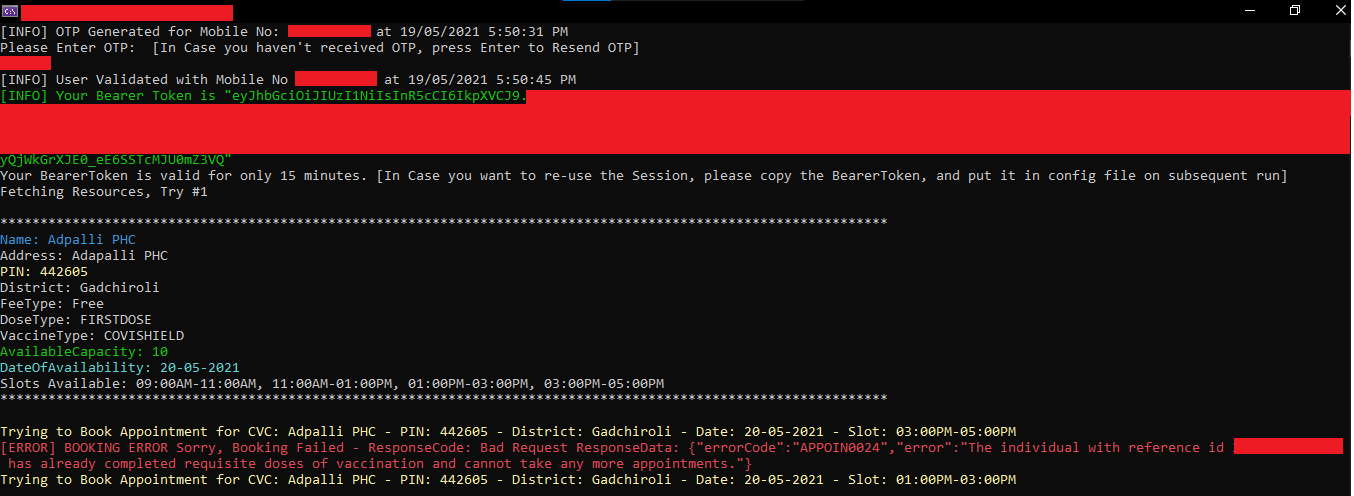 [INFO] OTP Generated for Mobile No: at 19/05/2021 5:50:31 PM
Please Enter OTP: [In Case you haven't received OTP, press Enter to Resend OTP]
[INFO] User Validated with Mobile No at 19/05/2021 5:50:45 PM
[INFO] Your Bearer Token is "eyJhbGciOiJIUzI1NiIsInR5cCI6IkpXVCJ9.
yQjWkGrXJE0_eE6SSTcMJU0mZ3VQ"
Your BearerToken is valid for only 15 minutes. [In Case you want to re-use the Session, please copy the BearerToken, and put it in config file on subsequent run]
Fetching Resources, Try #1
***************************************************************************************************************
Name: Adpalli PHC
Address: Adapalli PHC
PIN: 442605
District: Gadchiroli
FeeType: Free
DoseType: FIRSTDOSE
VaccineType: COVISHIELD
AvailableCapacity: 10
DateOfAvailability: 20-05-2021
Slots Available: 09:00AM-11:00AM, 11:00AM-01:00PM, 01:00PM-03:00PM, 03:00PM-05:00PM
***************************************************************************************************************
Trying to Book Appointment for CVC: Adpalli PHC - PIN: 442605 - District: Gadchiroli - Date: 20-05-2021 - Slot: 03:00PM-05:00PM
[ERROR] BOOKING ERROR Sorry, Booking Failed - ResponseCode: Bad Request ResponseData: {"errorCode":"APPOIN0024","error":"The individual with reference id
has already completed requisite doses of vaccination and cannot take any more appointments."}
Trying to Book Appointment for CVC: Adpalli PHC - PIN: 442605 - District: Gadchiroli - Date: 20-05-2021 - Slot: 01:00PM-03:00PM